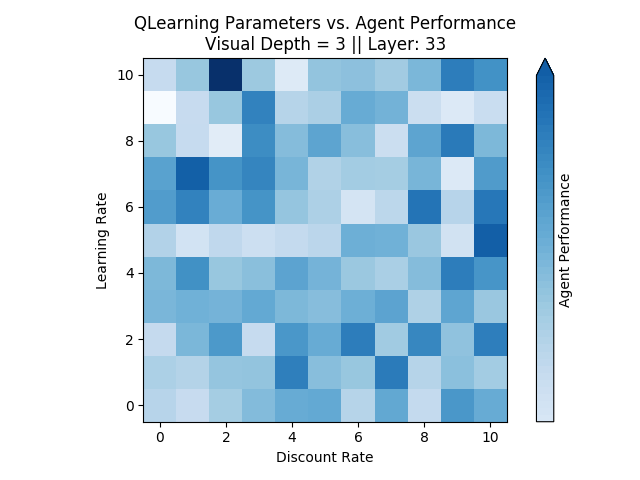 QLearning Parameters vs. Agent Performance
Visual Depth = 3 || Layer: 33
10
8
6
4
2
0
Learning Rate
0 2 4 6 8 10
Discount Rate
Agent Performance